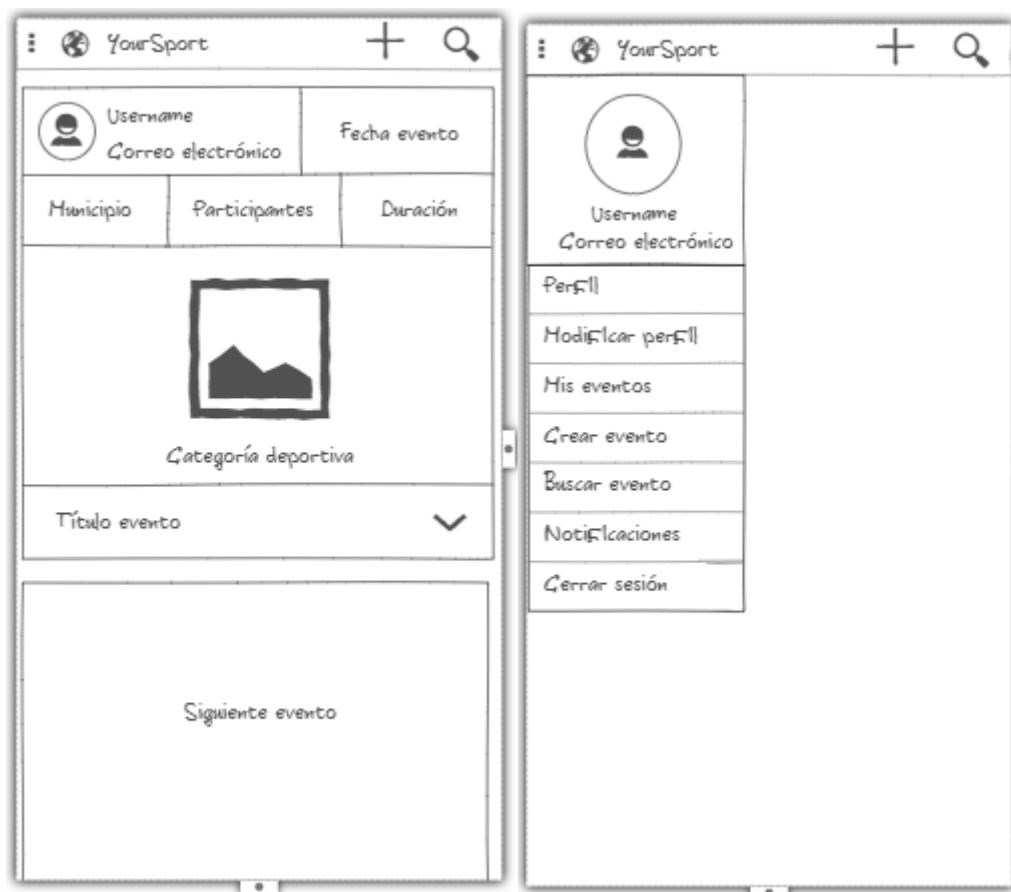 YourSport
Username
Correo electrónico
Fecha evento
Municipio
Participantes
Duración
Categoría deportiva
Título evento
Siguiente evento
YourSport
Username
Correo electrónico
Perfil
Modificar perfil
Mis eventos
Crear evento
Buscar evento
Notificaciones
Cerrar sesión